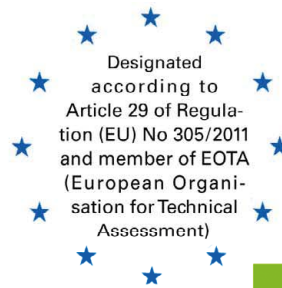 Designated
according to
Article 29 of Regula-
tion (EU) No 305/2011
and member of EOTA
(European Organi-
sation for Technical
Assessment)